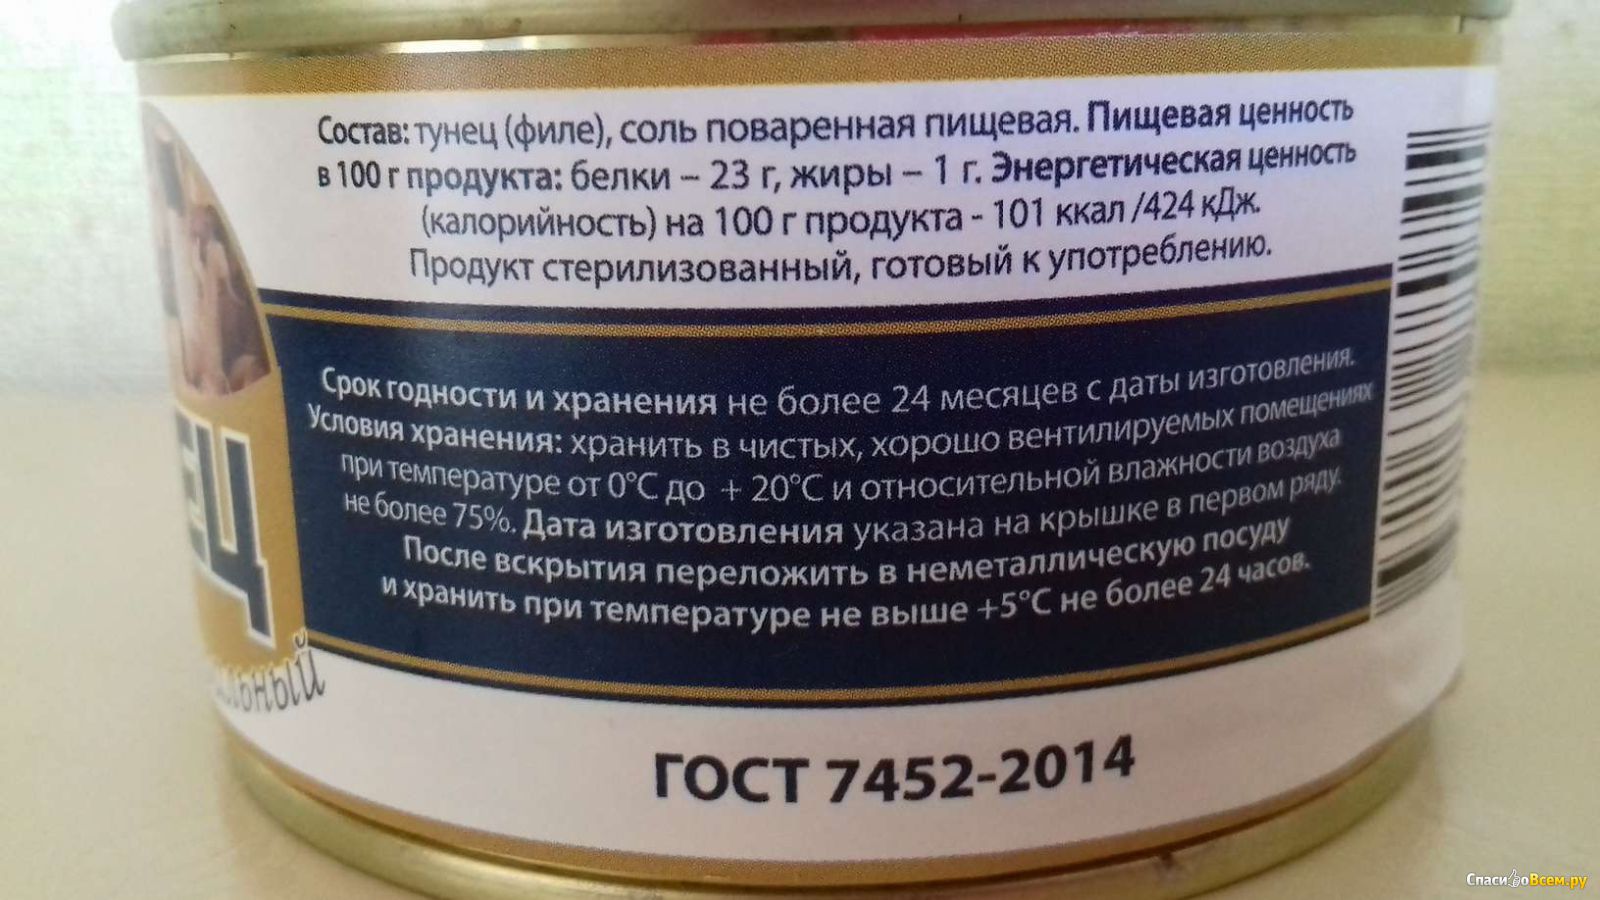 Состав: тунец (филе), соль поваренная пищевая. Пищевая ценность
в 100 г продукта: белки – 23 г, жиры – 1 г. Энергетическая ценность
(калорийность) на 100 г продукта - 101 ккал /424 кДж.
Продукт стерилизованный, готовый к употреблению.
Срок годности и хранения не более 24 месяцев с даты изготовления.
Условия хранения: хранить в чистых, хорошо вентилируемых помещениях
при температуре от 0°С до + 20°С и относительной влажности воздуха
не более 75%. Дата изготовления указана на крышке в первом ряду.
После вскрытия переложить в неметаллическую посуду
и хранить при температуре не выше +5°С не более 24 часов.
ЕЦ
льный
ГОСТ 7452-2014
СпасибоВсем.ру